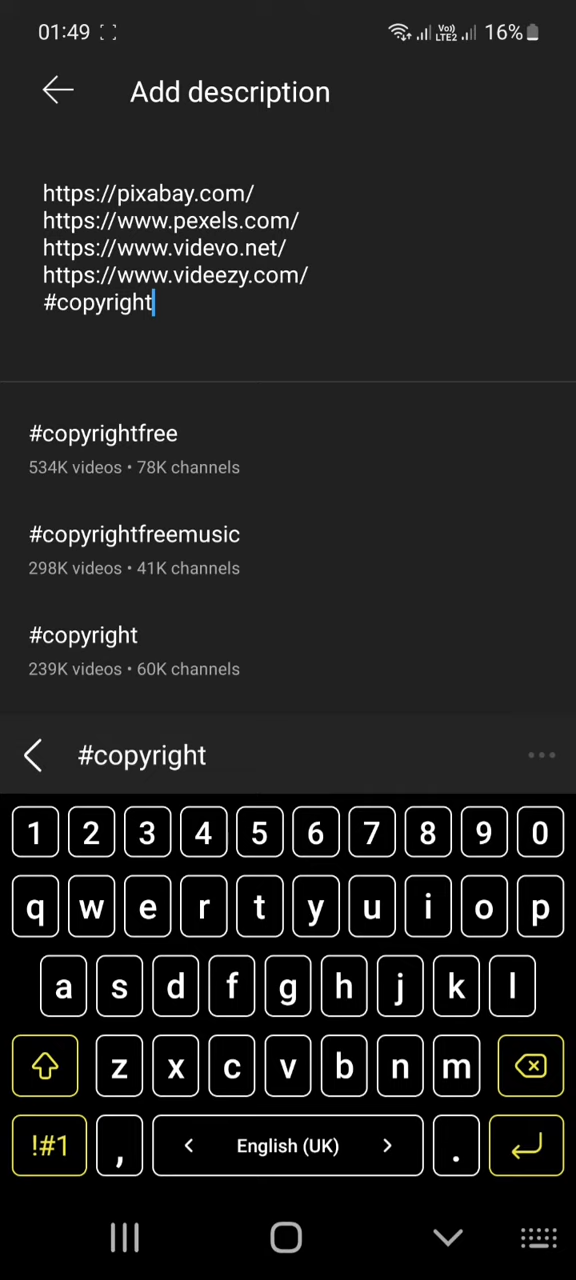 01:49
Vo))
LTE2
16%
Add description
https://pixabay.com/
https://www.pexels.com/
https://www.videvo.net/
https://www.videezy.com/
#copyright
#copyrightfree
534K videos • 78K channels
#copyrightfreemusic
298K videos • 41K channels
#copyright
239K videos • 60K channels
#copyright
1 2 3 4 5 6 7 8 9 0
q w e r t y u i o p
a s d f g h j k l
z x c v b n m
!#1 , < English (UK) > .